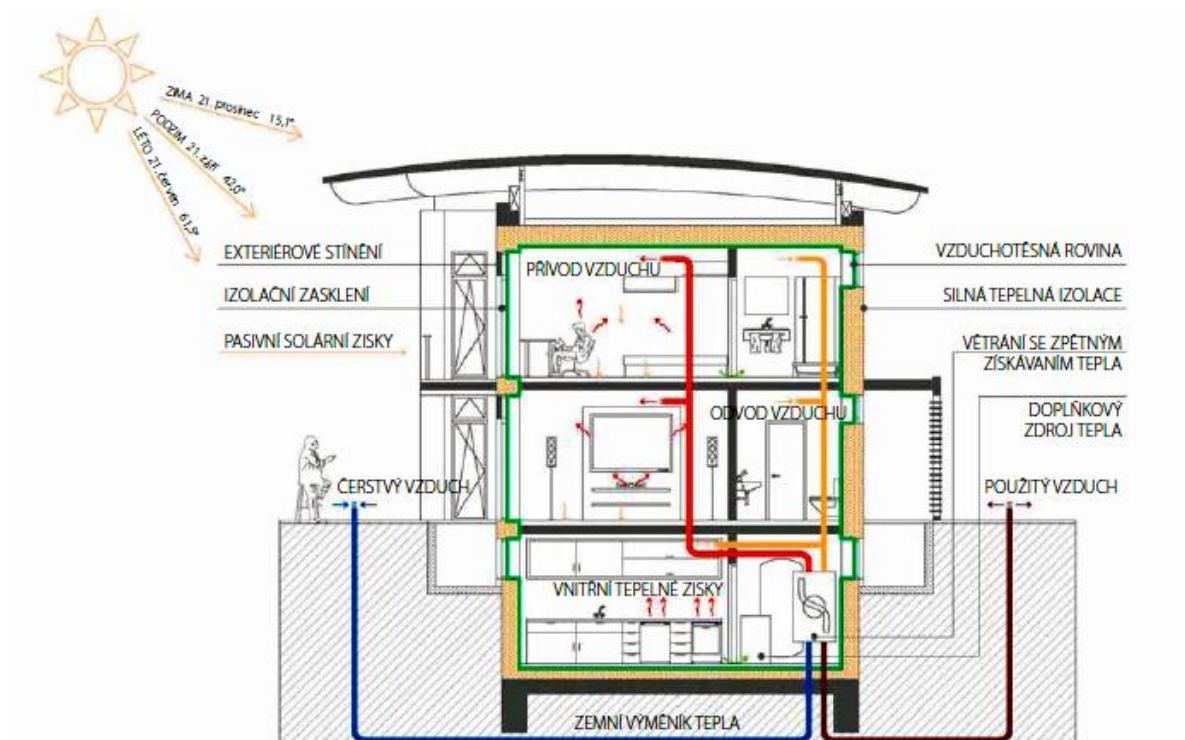 ZIMA 21. prosinec 15,1°
PODZIM 21. září 42,0°
LÉTO 21. červen 61,5°
EXTERIÉROVÉ STÍNĚNÍ
IZOLAČNÍ ZASKLENÍ
PASIVNÍ SOLÁRNÍ ZISKY
PŘÍVOD VZDUCHU
VZDUCHOTĚSNÁ ROVINA
SILNÁ TEPELNÁ IZOLACE
VĚTRÁNÍ SE ZPĚTNÝM
ZÍSKÁVANÍM TEPLA
ODVOD VZDUCHU
DOPLŇKOVÝ
ZDROJ TEPLA
ČERSTVÝ VZDUCH
POUŽITÝ VZDUCH
VNITŘNÍ TEPELNÉ ZISKY
ZEMNÍ VÝMĚNÍK TEPLA